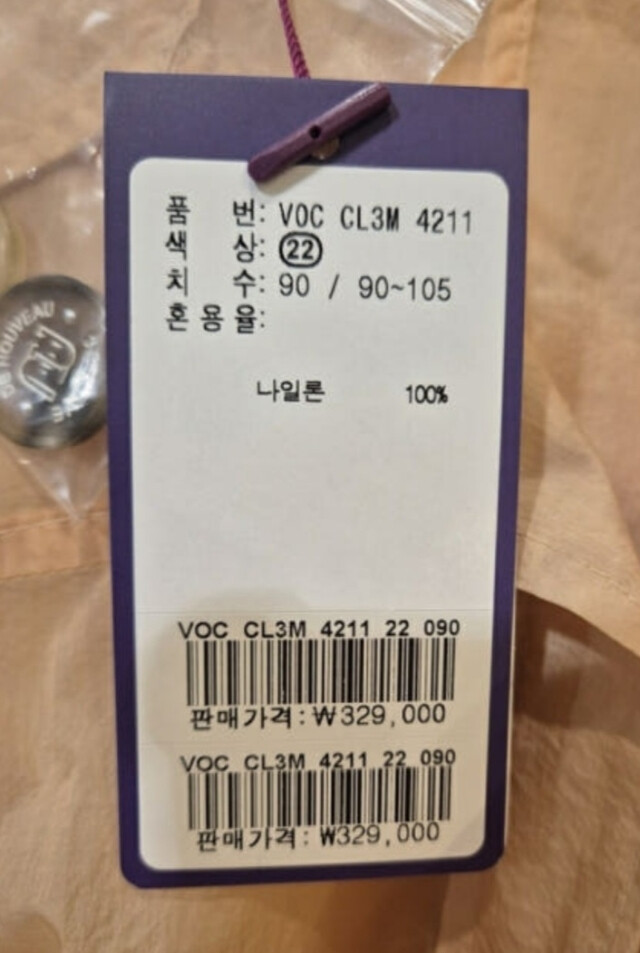 품 번: VOC CL3M 4211
색 상: 22
치 수: 90 / 90~105
혼용율:
나일론 100%
VOC CL3M 4211 22 090
판매가격:₩329,000
VOC CL3M 4211 22 090
판매가격:₩329,000
NOUVEAU